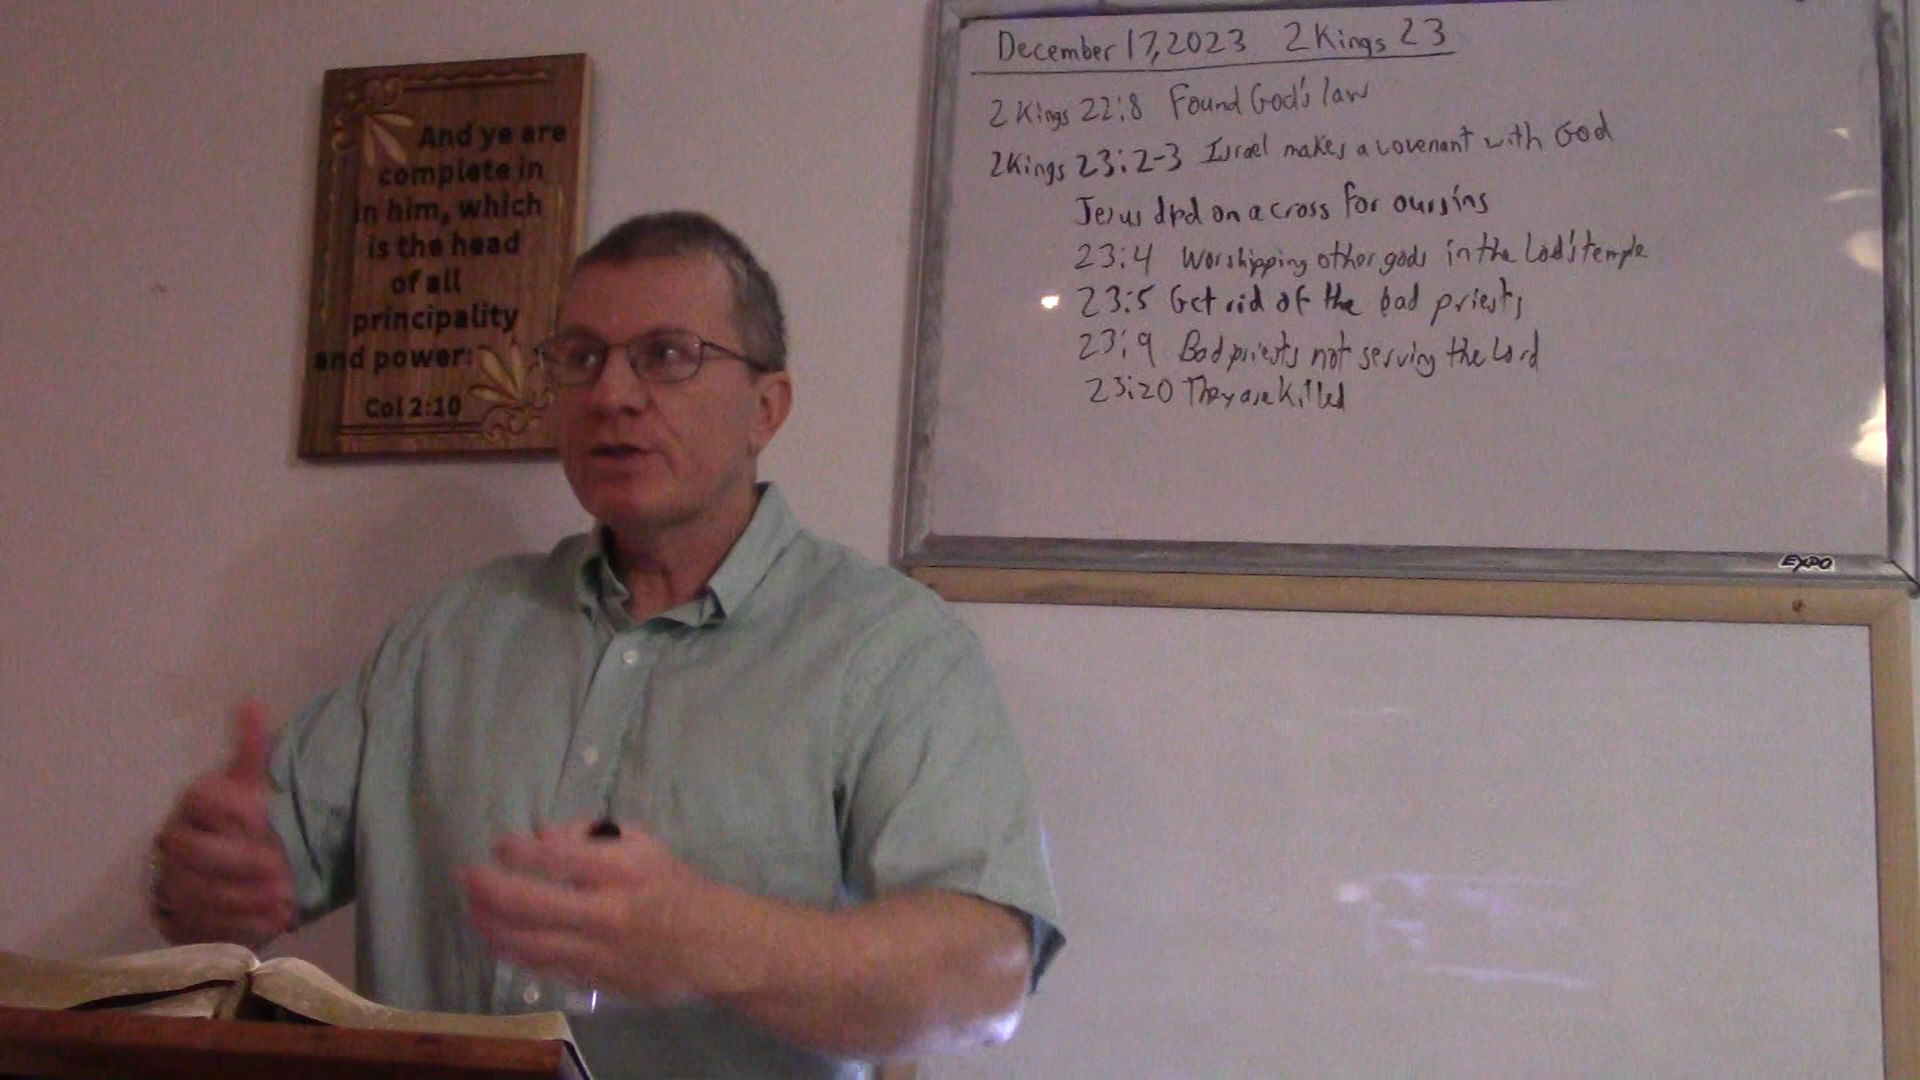 And ye are
complete in
in him, which
is the head
of all
principality
and power:
Col 2:10
December 17, 2023 2 Kings 23
2 Kings 22:8 Found God's law
2 Kings 23:2-3 Israel makes a covenant with God
Jesus died on a cross for our sins
23:4 Worshipping other gods in the Lord's temple
23:5 Get rid of the bad priests
23:9 Bad priests not serving the Lord
23:20 They are killed
EXPO